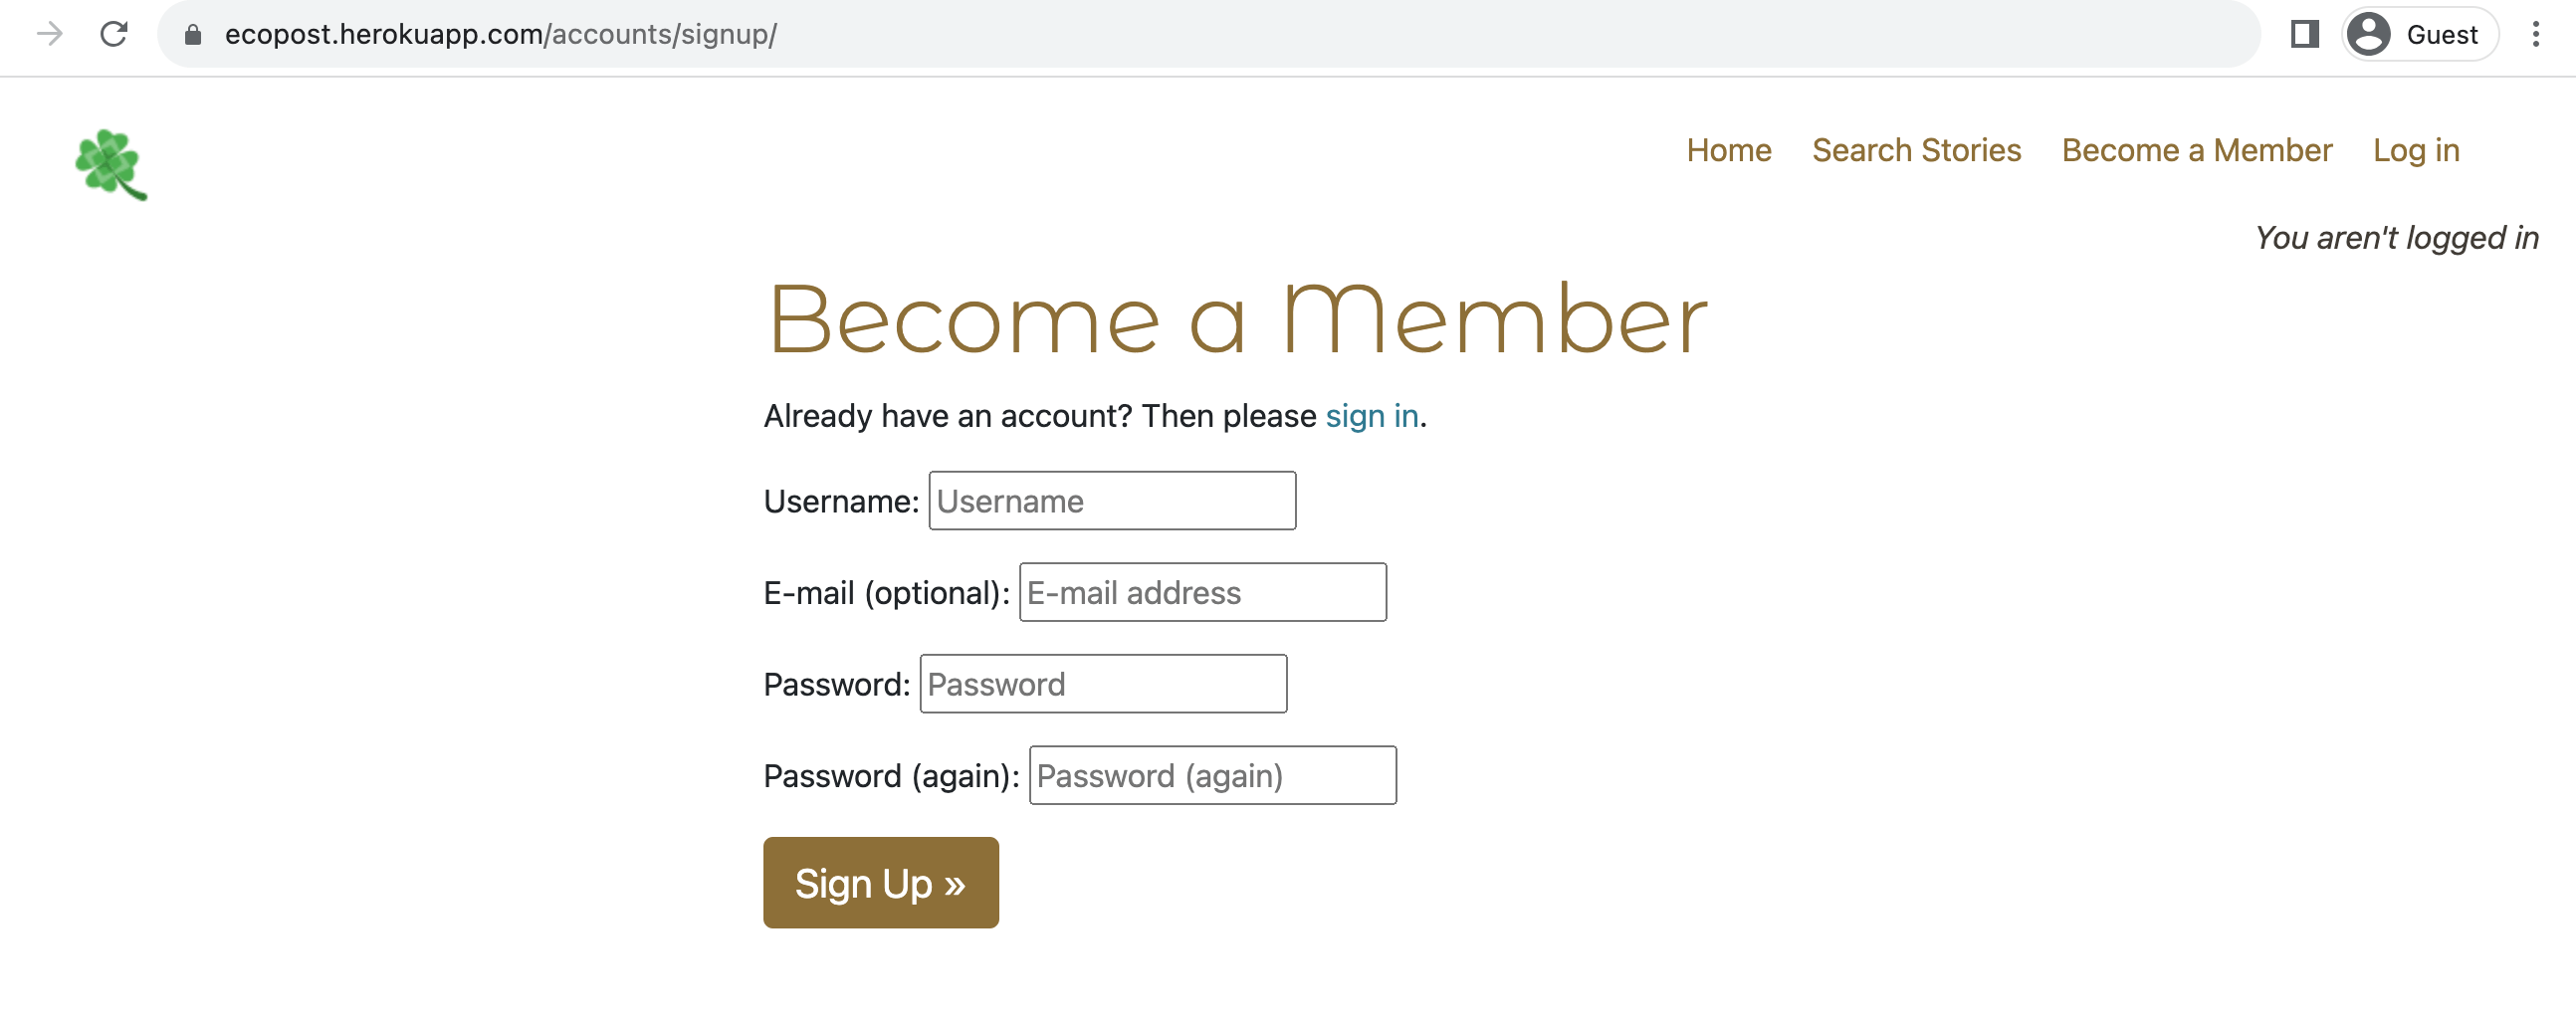 ecopost.herokuapp.com/accounts/signup/
Guest
Home Search Stories Become a Member Log in
You aren't logged in
Become a Member
Already have an account? Then please sign in.
Username: Username
E-mail (optional): E-mail address
Password: Password
Password (again): Password (again)
Sign Up »